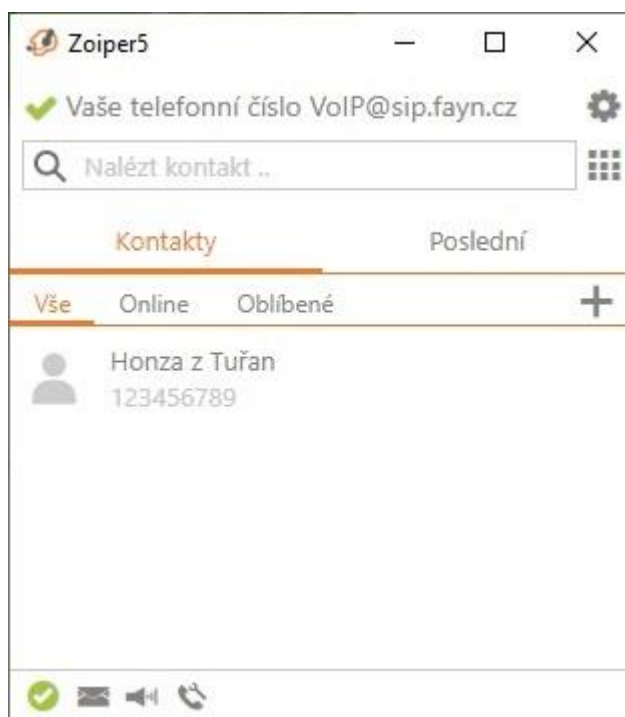 Zoiper5
Vaše telefonní číslo VoIP@sip.fayn.cz
Nalézt kontakt ..
Kontakty Poslední
Vše Online Oblíbené
Honza z Tuřan
123456789